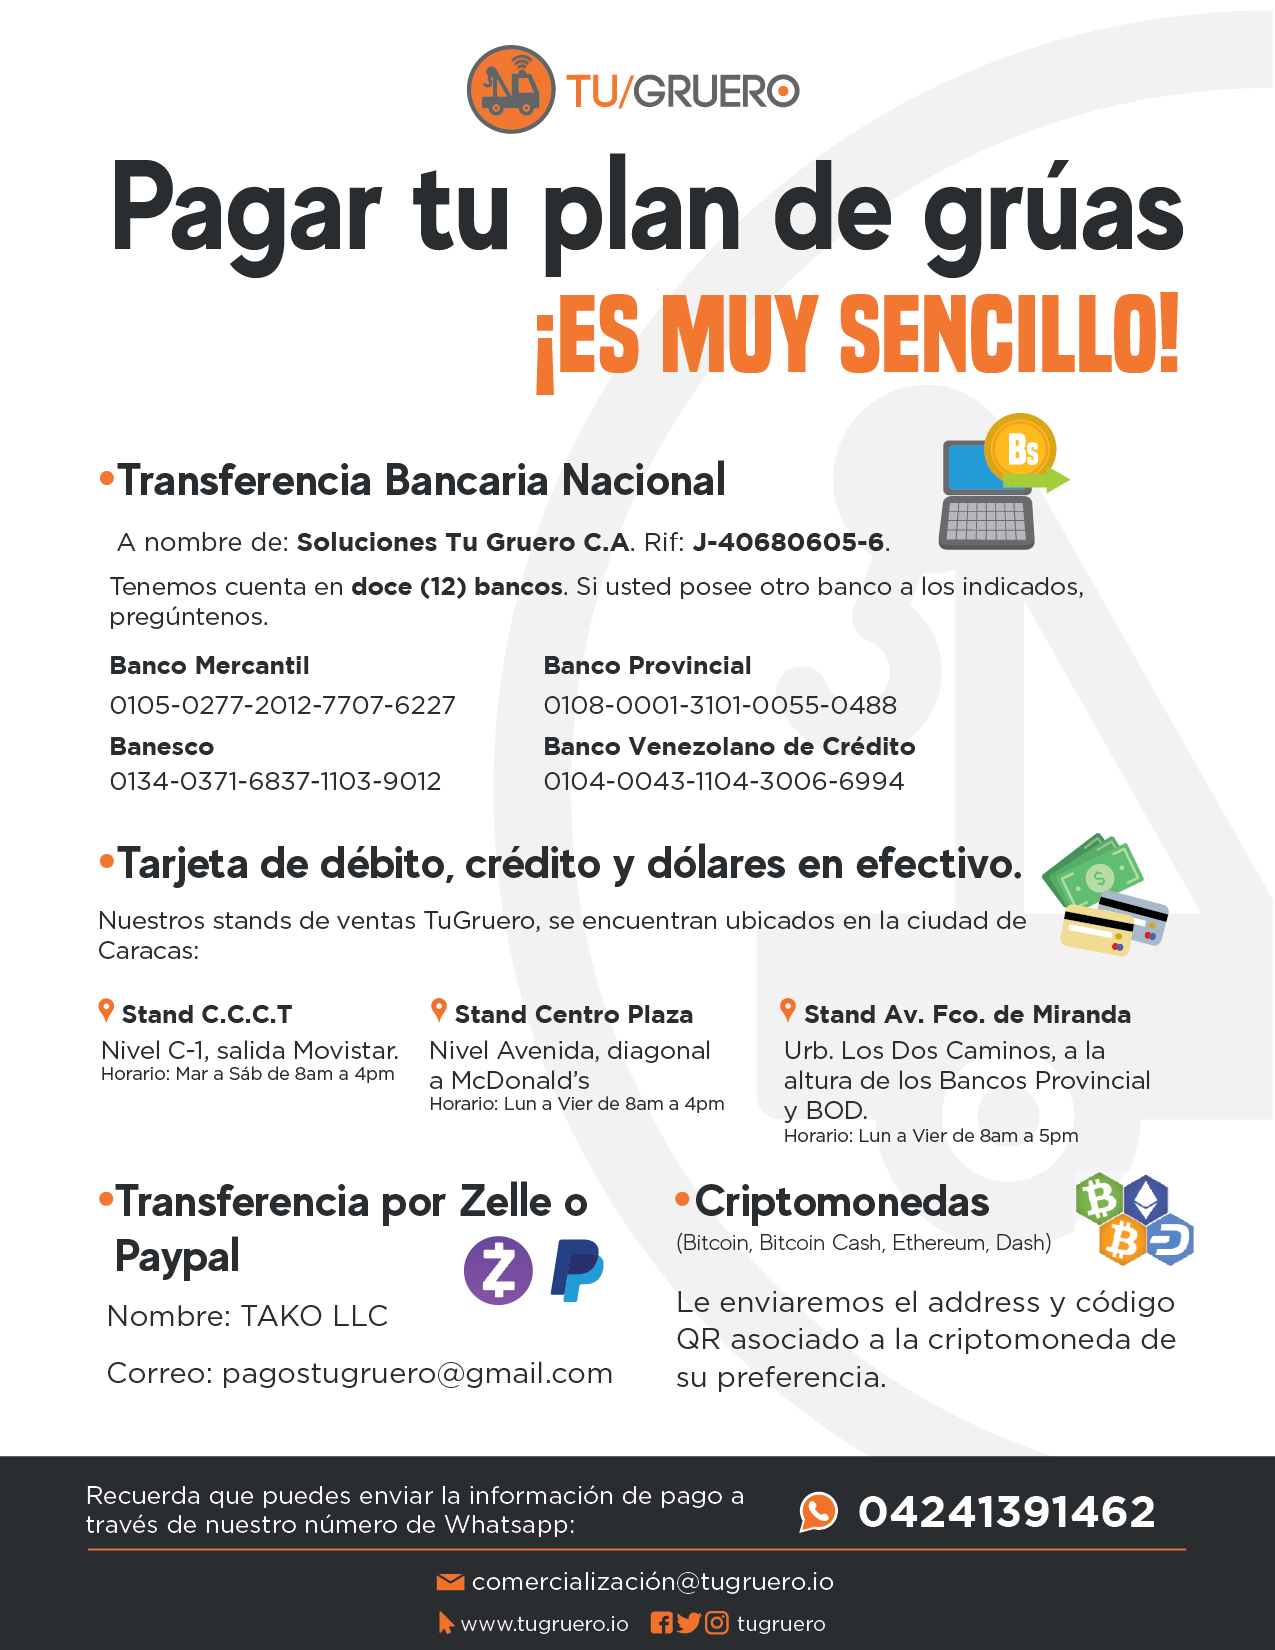 TU/GRUERO
Pagar tu plan de grúas
¡ES MUY SENCILLO!
Bs
•Transferencia Bancaria Nacional
A nombre de: Soluciones Tu Gruero C.A. Rif: J-40680605-6.
Tenemos cuenta en doce (12) bancos. Si usted posee otro banco a los indicados,
pregúntenos.
Banco Mercantil
0105-0277-2012-7707-6227
Banco Provincial
0108-0001-3101-0055-0488
Banesco
0134-0371-6837-1103-9012
Banco Venezolano de Crédito
0104-0043-1104-3006-6994
•Tarjeta de débito, crédito y dólares en efectivo.
Nuestros stands de ventas TuGruero, se encuentran ubicados en la ciudad de
Caracas:
Stand C.C.C.T
Nivel C-1, salida Movistar.
Horario: Mar a Sáb de 8am a 4pm
Stand Centro Plaza
Nivel Avenida, diagonal
a McDonald's
Horario: Lun a Vier de 8am a 4pm
Stand Av. Fco. de Miranda
Urb. Los Dos Caminos, a la
altura de los Bancos Provincial
y BOD.
Horario: Lun a Vier de 8am a 5pm
•Transferencia por Zelle o
Paypal
Nombre: TAKO LLC
Correo: pagostugruero@gmail.com
•Criptomonedas
(Bitcoin, Bitcoin Cash, Ethereum, Dash)
Le enviaremos el address y código
QR asociado a la criptomoneda de
su preferencia.
Recuerda que puedes enviar la información de pago a
través de nuestro número de Whatsapp:
04241391462
comercialización@tugruero.io
www.tugruero.io
tugruero